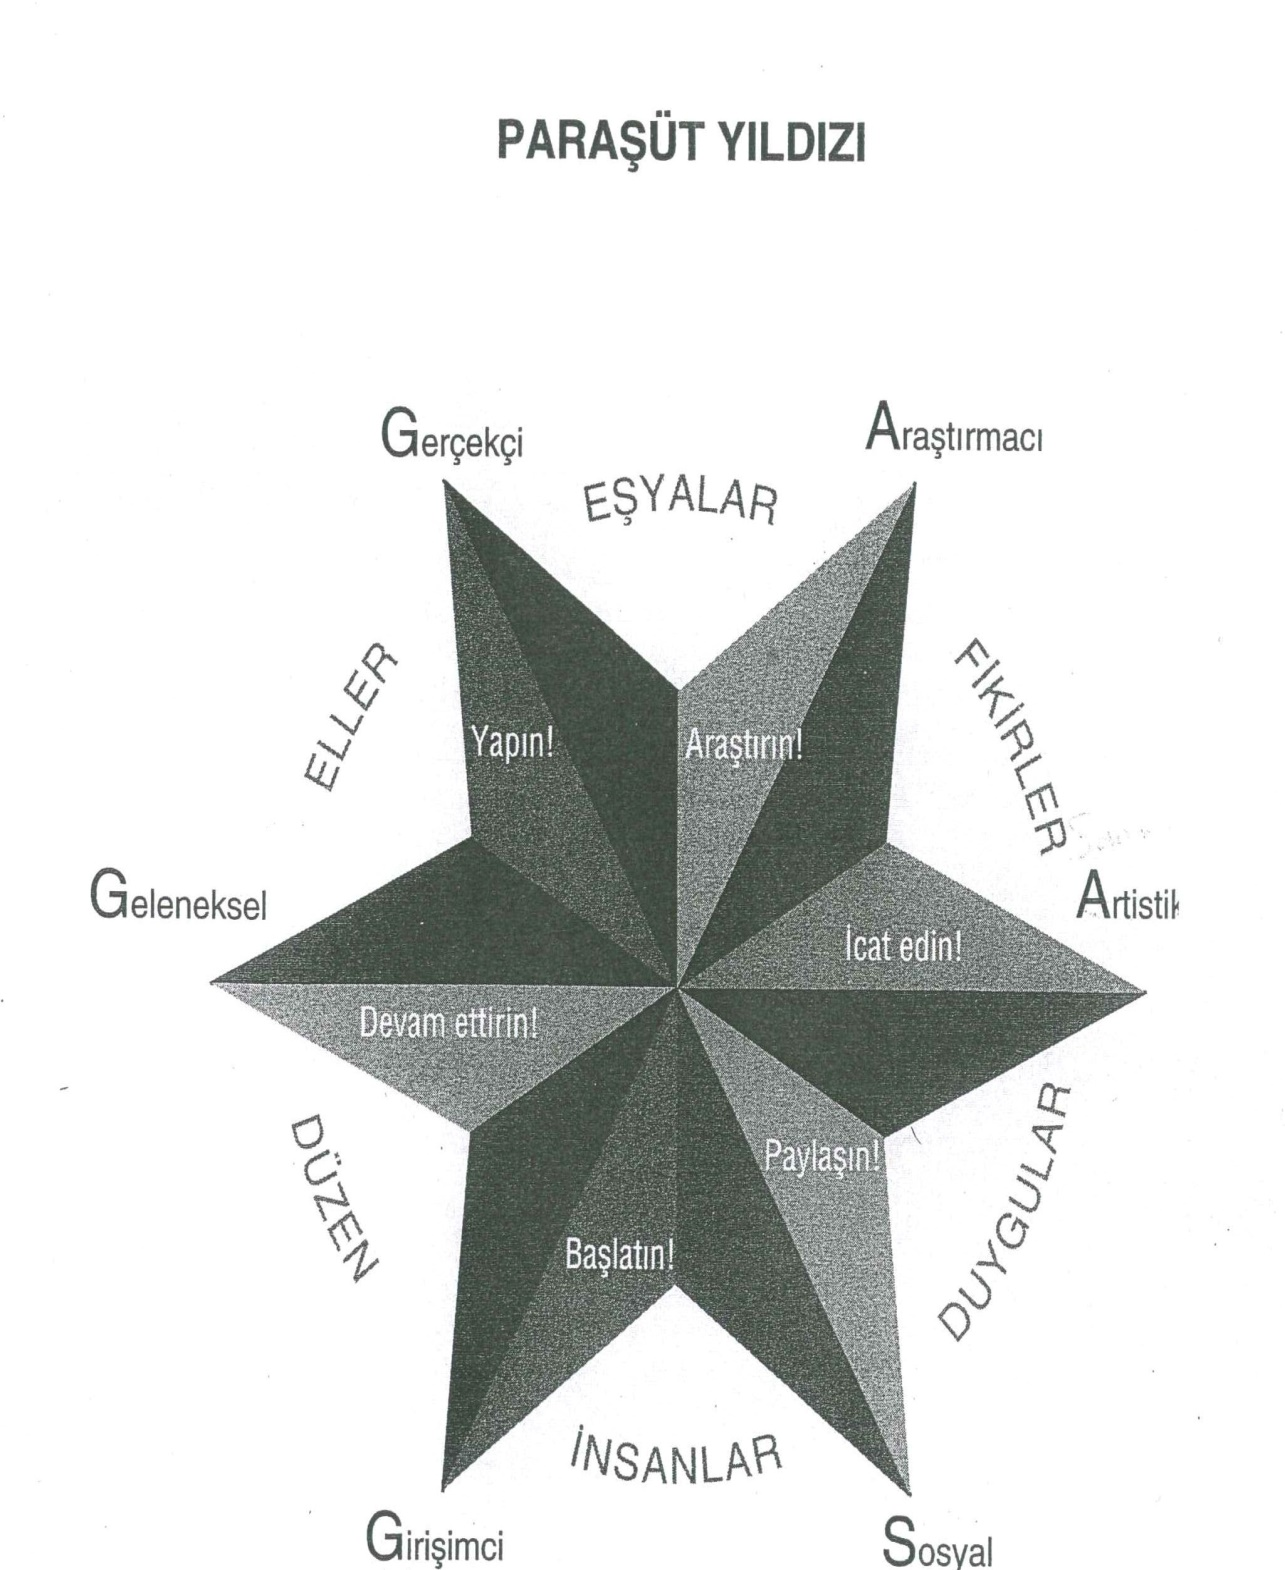 PARAŞÜT YILDIZI
Gerçekçi
Araştırmacı
EŞYALAR
ELLER
FİKİRLER
Yapın!
Araştırın!
Geleneksel
Artistik
İcat edin!
Devam ettirin!
DÜZEN
DUYGULAR
Paylaşın!
Başlatın!
İNSANLAR
Girişimci
Sosyal